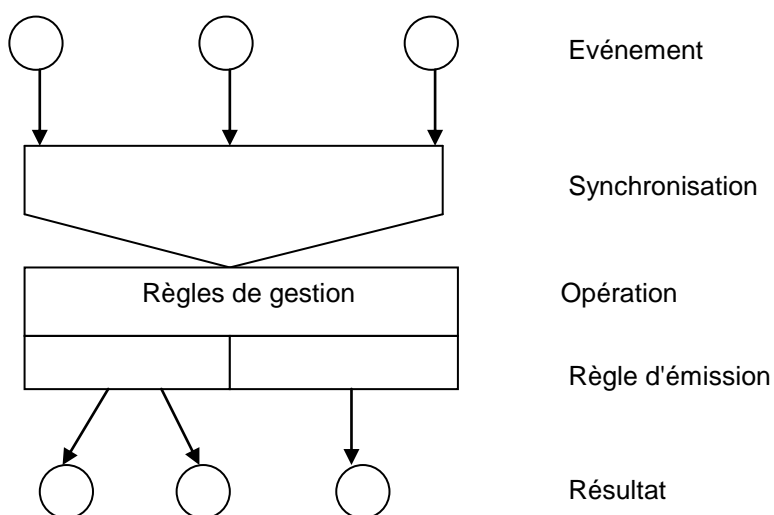 Evénement
Synchronisation
Règles de gestion
Opération
Règle d'émission
Résultat